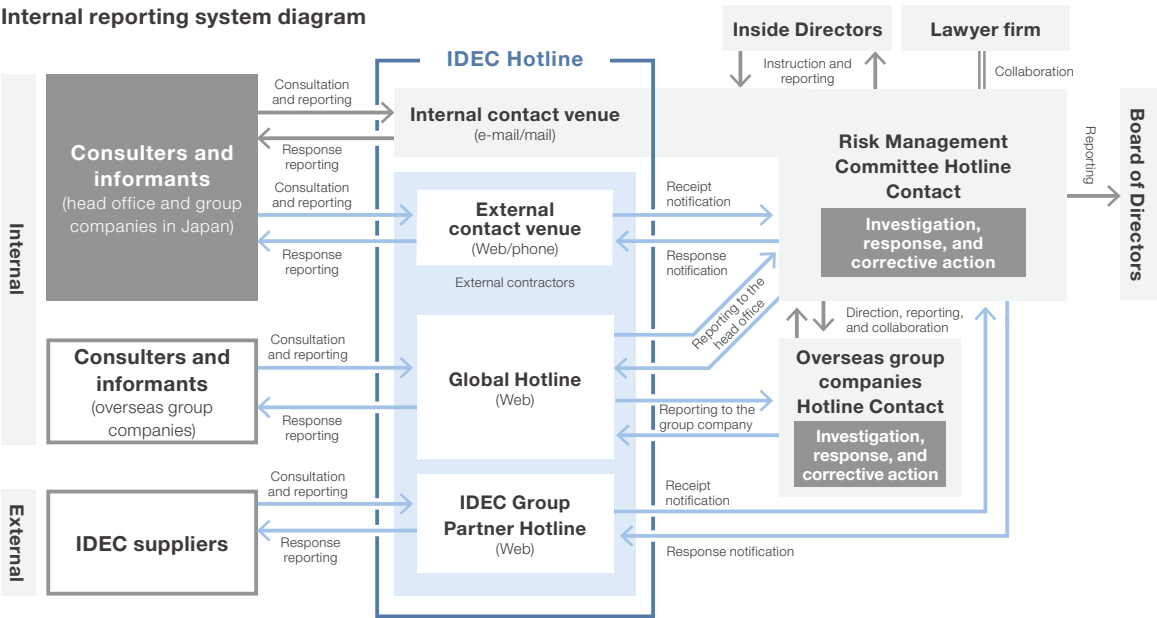 Internal reporting system diagram
Inside Directors
Lawyer firm
IDEC Hotline
Instruction and
reporting
Collaboration
Internal
External
Consulters and
informants
(head office and group
companies in Japan)
Consultation
and reporting
Response
reporting
Consultation
and reporting
Response
reporting
Internal contact venue
(e-mail/mail)
External
contact venue
(Web/phone)
External contractors
Receipt
notification
Response
notification
Risk Management
Committee Hotline
Contact
Investigation,
response, and
corrective action
Reporting
Board of Directors
Consulters and
informants
(overseas group
companies)
Consultation
and reporting
Response
reporting
Global Hotline
(Web)
Reporting to the
head office
Reporting to the
group company
Direction, reporting,
and collaboration
Overseas group
companies
Hotline Contact
Investigation,
response, and
corrective action
IDEC suppliers
Consultation
and reporting
Response
reporting
IDEC Group
Partner Hotline
(Web)
Receipt
notification
Response notification